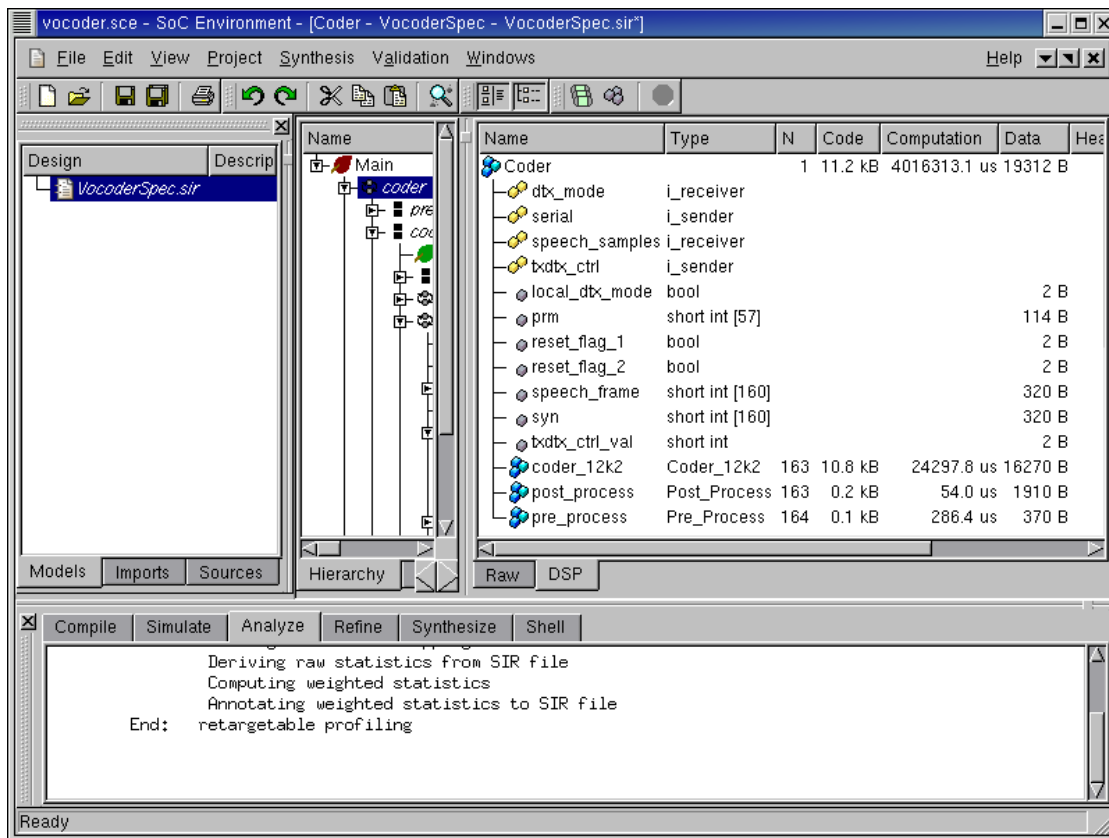 vocoder.sce - SoC Environment - [Coder - VocoderSpec - VocoderSpec.sir*]
File Edit View Project Synthesis Validation Windows Help
Design Descrip
VocoderSpec.sir
Models Imports Sources
Name
Main
coder
pre
co
Hierarchy
Name Type N Code Computation Data Hea
Coder 1 11.2 kB 4016313.1 us 19312 B
dtx_mode i_receiver
serial i_sender
speech_samples i_receiver
txdtx_ctrl i_sender
local_dtx_mode bool 2 B
prm short int [57] 114 B
reset_flag_1 bool 2 B
reset_flag_2 bool 2 B
speech_frame short int [160] 320 B
syn short int [160] 320 B
txdtx_ctrl_val short int 2 B
coder_12k2 Coder_12k2 163 10.8 kB 24297.8 us 16270 B
post_process Post_Process 163 0.2 kB 54.0 us 1910 B
pre_process Pre_Process 164 0.1 kB 286.4 us 370 B
Raw DSP
Compile Simulate Analyze Refine Synthesize Shell
Deriving raw statistics from SIR file
Computing weighted statistics
Annotating weighted statistics to SIR file
End: retargetable profiling
Ready